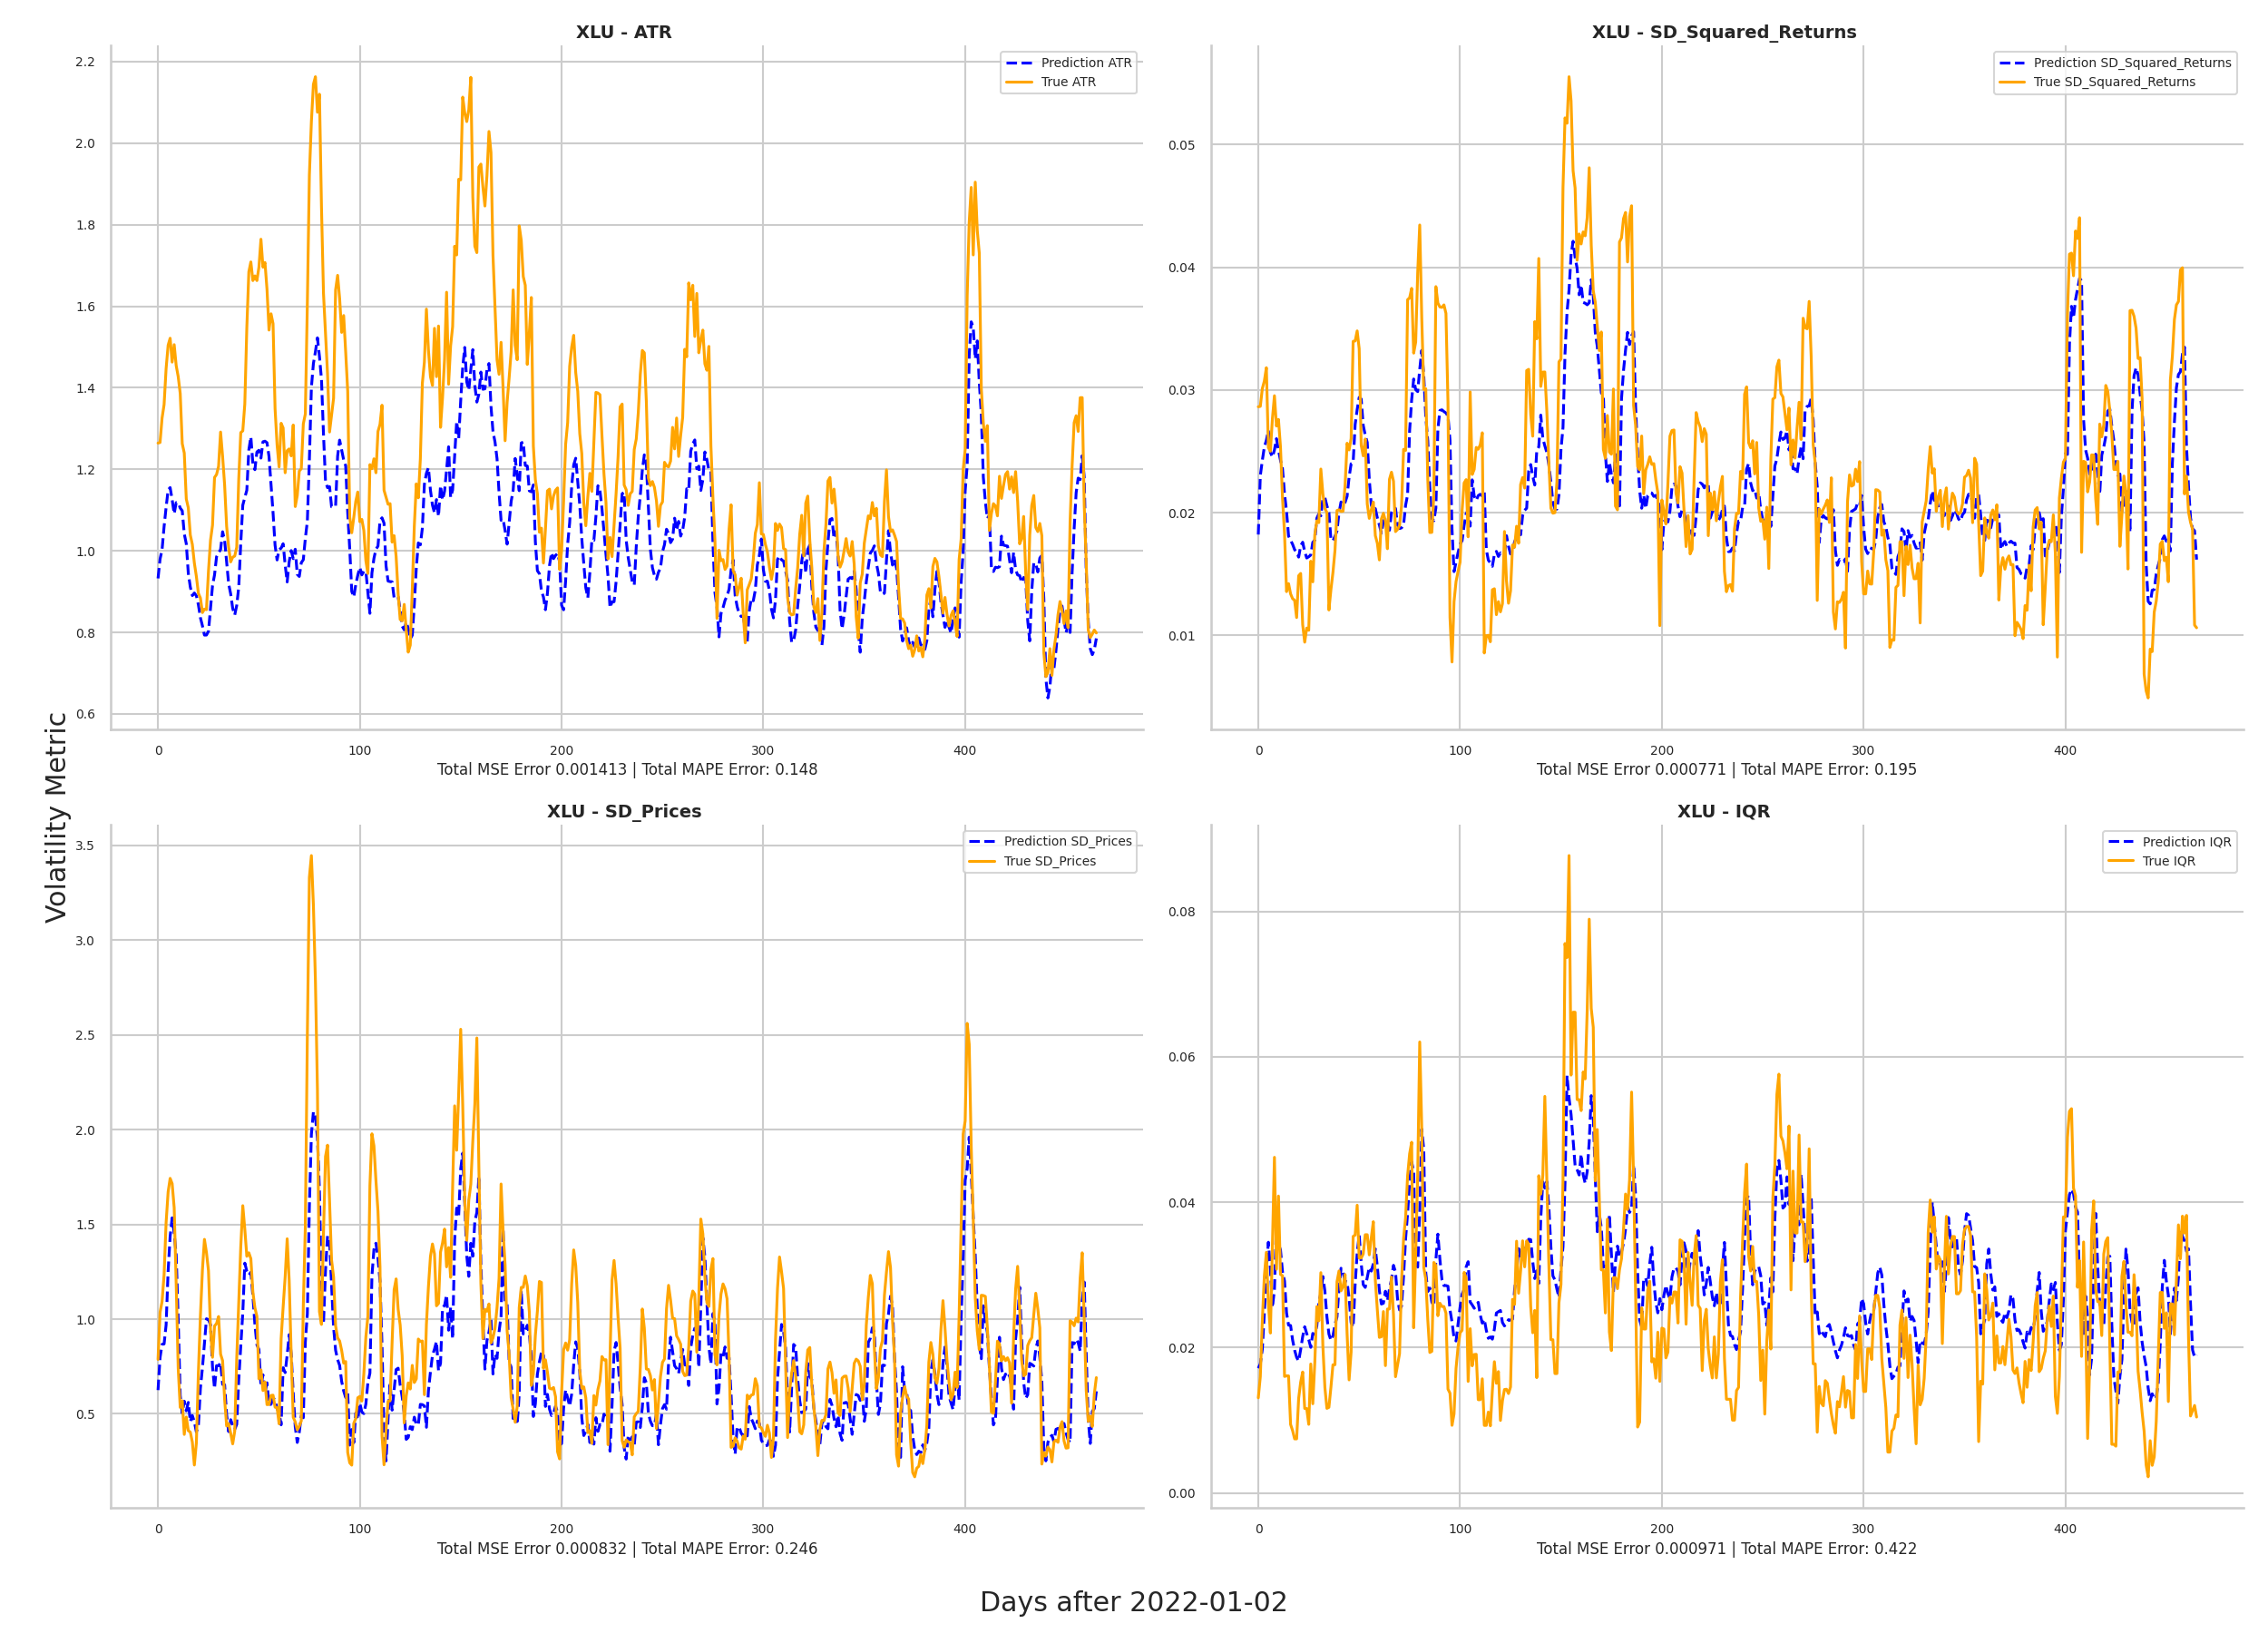 XLU - ATR
Prediction ATR
True ATR
2.2
2.0
1.8
1.6
1.4
1.2
1.0
0.8
0.6
0 100 200 300 400
Total MSE Error 0.001413 | Total MAPE Error: 0.148
XLU - SD_Squared_Returns
Prediction SD_Squared_Returns
True SD_Squared_Returns
0.05
0.04
0.03
0.02
0.01
0 100 200 300 400
Total MSE Error 0.000771 | Total MAPE Error: 0.195
Volatility Metric
XLU - SD_Prices
Prediction SD_Prices
True SD_Prices
3.5
3.0
2.5
2.0
1.5
1.0
0.5
0 100 200 300 400
Total MSE Error 0.000832 | Total MAPE Error: 0.246
XLU - IQR
Prediction IQR
True IQR
0.08
0.06
0.04
0.02
0.00
0 100 200 300 400
Total MSE Error 0.000971 | Total MAPE Error: 0.422
Days after 2022-01-02